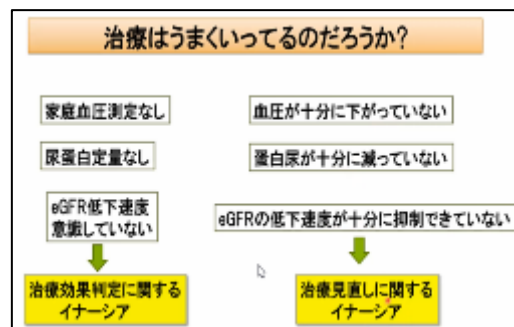 治療はうまくいってるのだろうか?
家庭血圧測定なし
血圧が十分に下がっていない
尿蛋白定量なし
蛋白尿が十分に減っていない
eGFR低下速度
意識していない
eGFRの低下速度が十分に抑制できていない
治療効果判定に関する
イナーシア
治療見直しに関する
イナーシア